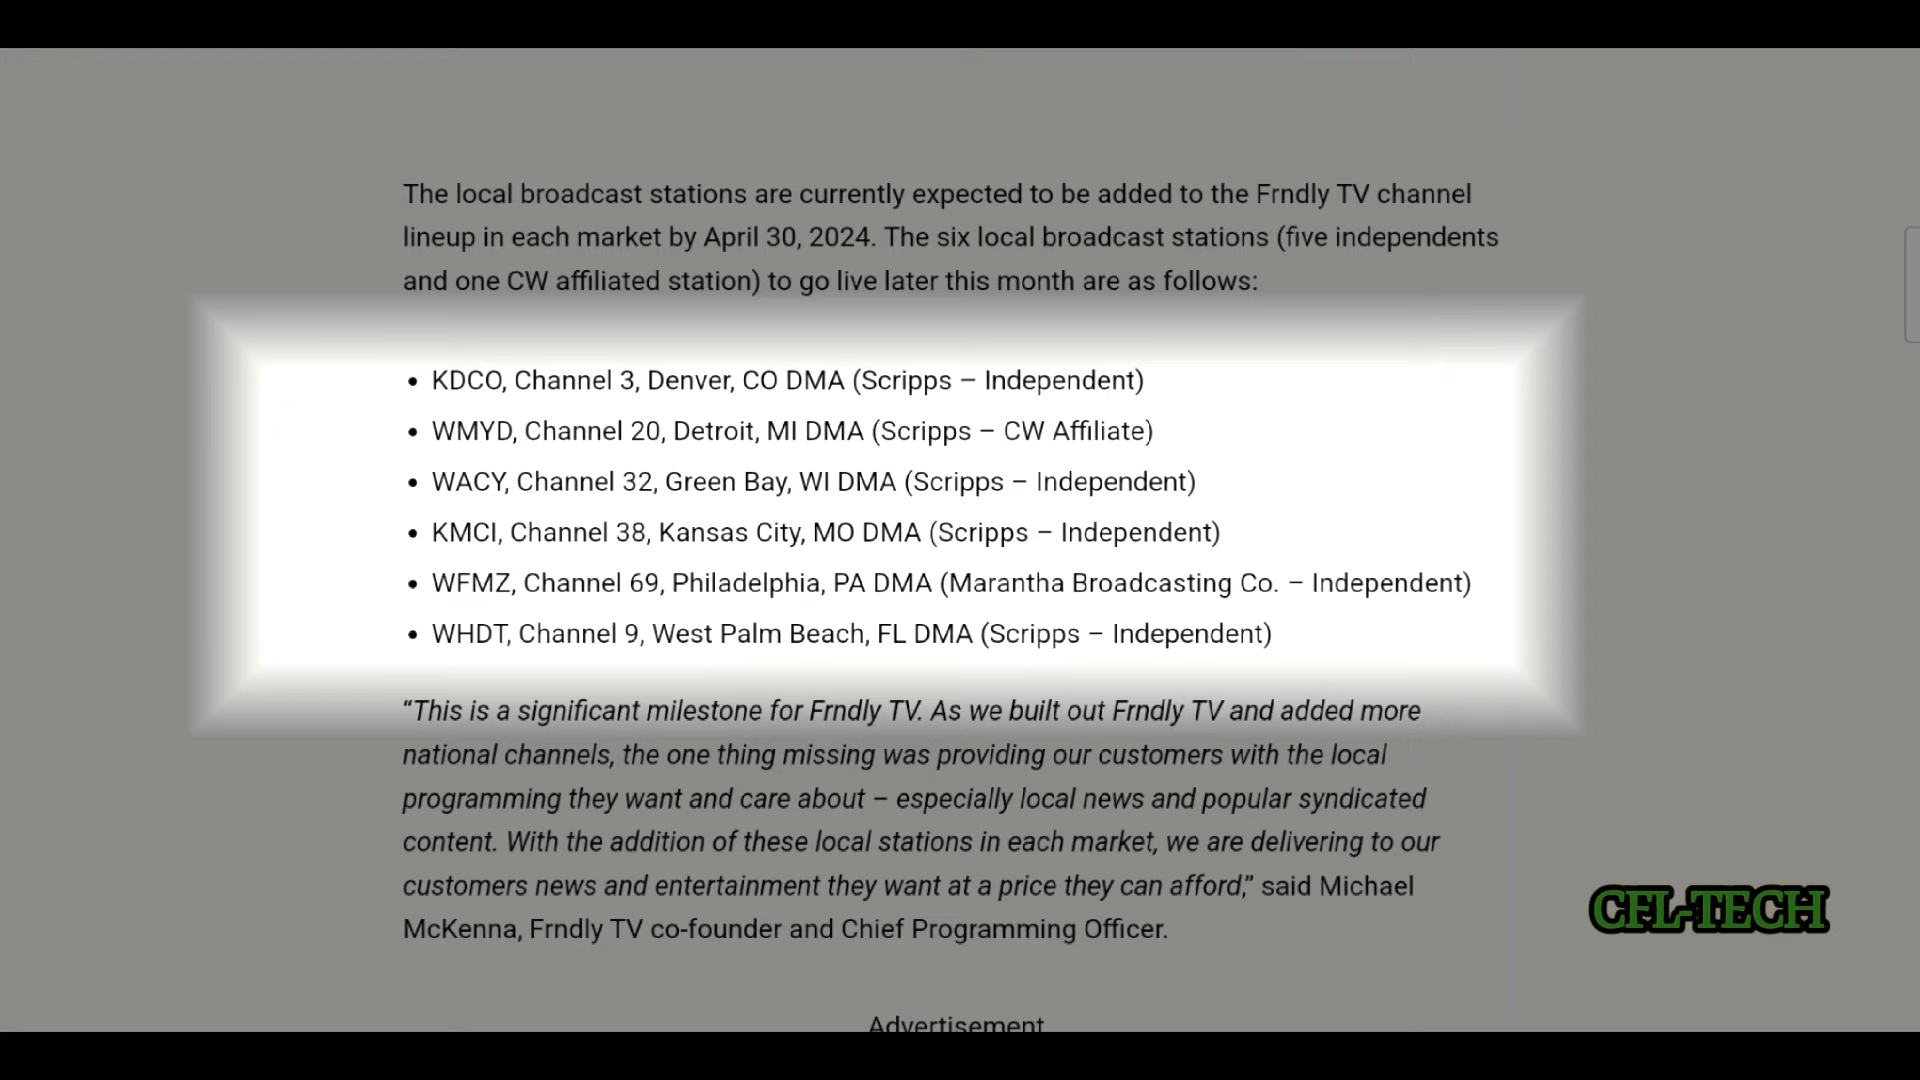 The local broadcast stations are currently expected to be added to the Frndly TV channel
lineup in each market by April 30, 2024. The six local broadcast stations (five independents
and one CW affiliated station) to go live later this month are as follows:
• KDCO, Channel 3, Denver, CO DMA (Scripps – Independent)
• WMYD, Channel 20, Detroit, MI DMA (Scripps – CW Affiliate)
• WACY, Channel 32, Green Bay, WI DMA (Scripps – Independent)
• KMCI, Channel 38, Kansas City, MO DMA (Scripps – Independent)
• WFMZ, Channel 69, Philadelphia, PA DMA (Marantha Broadcasting Co. – Independent)
• WHDT, Channel 9, West Palm Beach, FL DMA (Scripps – Independent)
“This is a significant milestone for Frndly TV. As we built out Frndly TV and added more
national channels, the one thing missing was providing our customers with the local
programming they want and care about – especially local news and popular syndicated
content. With the addition of these local stations in each market, we are delivering to our
customers news and entertainment they want at a price they can afford,” said Michael
McKenna, Frndly TV co-founder and Chief Programming Officer.
CFL-TECH
Advertisement